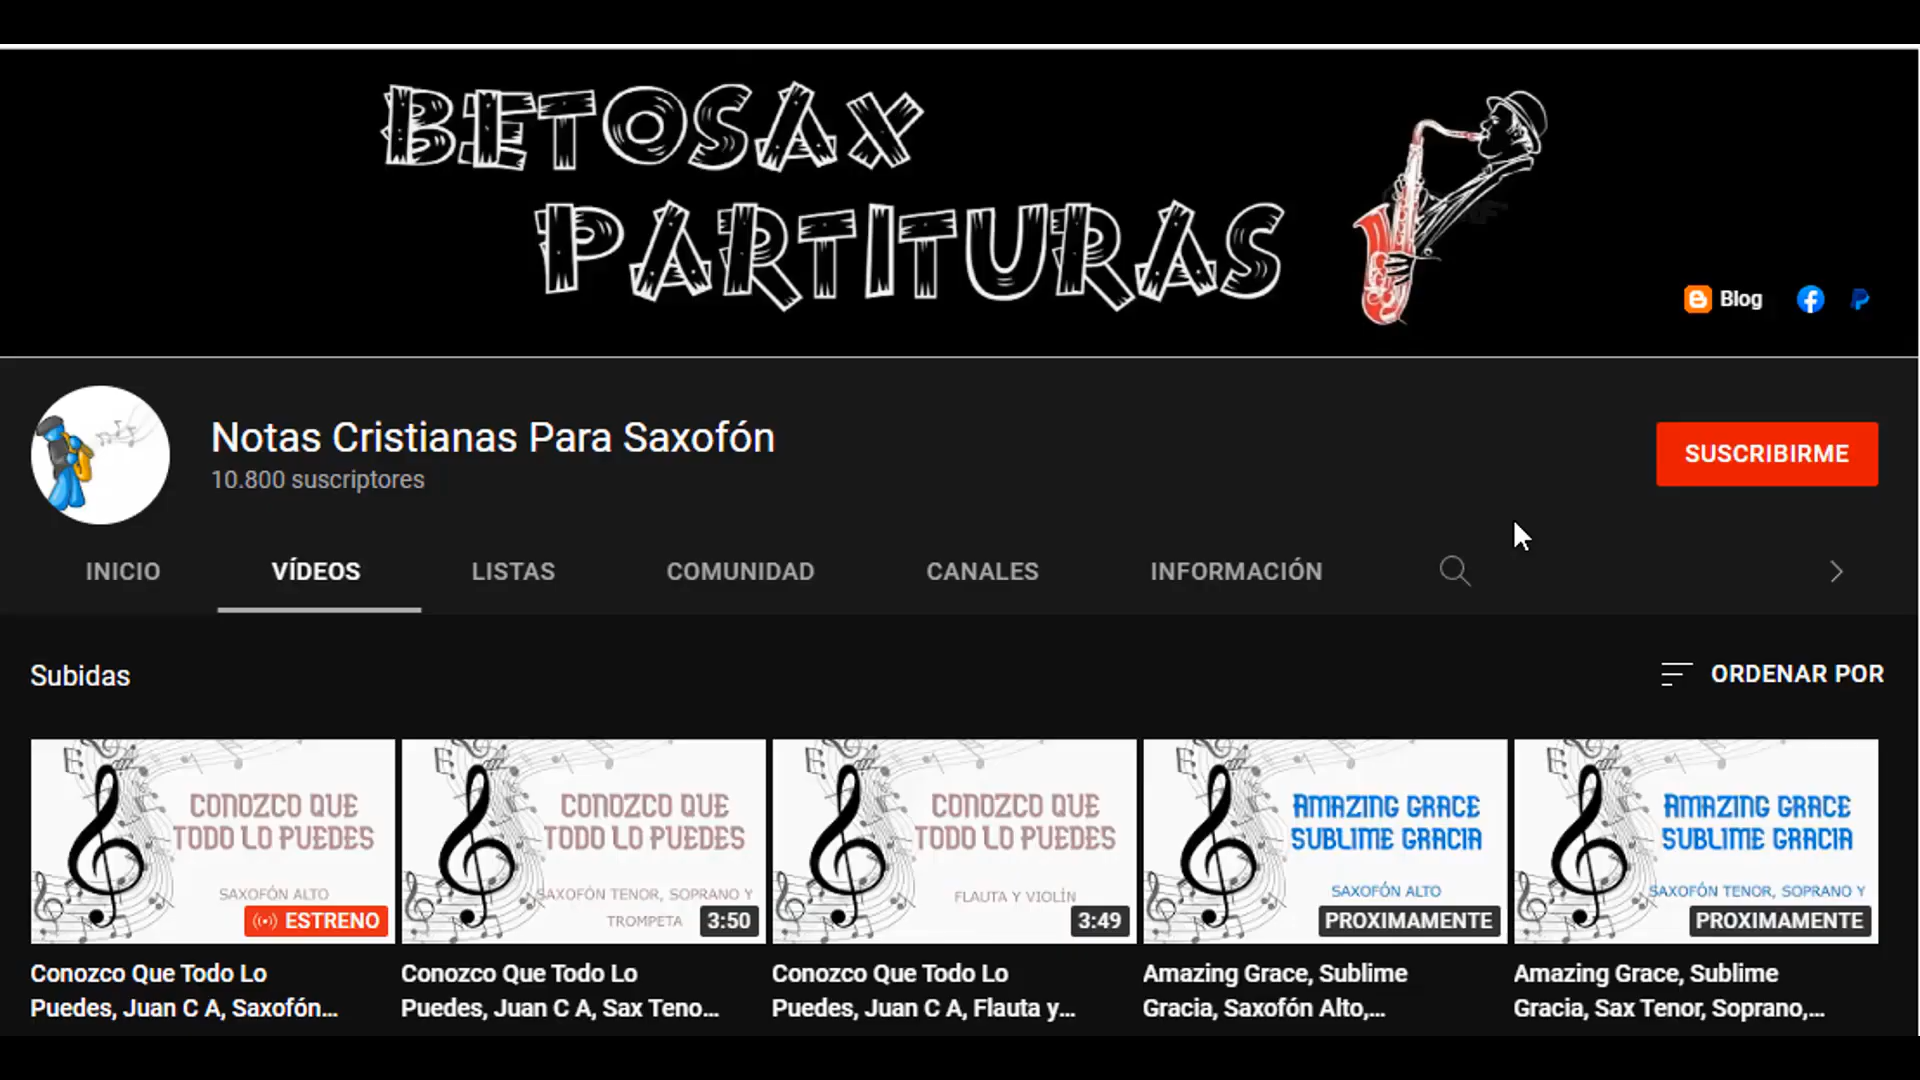 BETOSAX
PARTITURAS
Blog
Notas Cristianas Para Saxofón
10.800 suscriptores
SUSCRIBIRME
INICIO
VÍDEOS
LISTAS
COMUNIDAD
CANALES
INFORMACIÓN
Subidas
ORDENAR POR
CONOZCO QUE
TODO LO PUEDES
SAXOFÓN ALTO
ESTRENO
Conozco Que Todo Lo
Puedes, Juan C A, Saxofón...
CONOZCO QUE
TODO LO PUEDES
SAXOFÓN TENOR, SOPRANO Y
TROMPETA
3:50
Conozco Que Todo Lo
Puedes, Juan C A, Sax Teno...
CONOZCO QUE
TODO LO PUEDES
FLAUTA Y VIOLÍN
3:49
Conozco Que Todo Lo
Puedes, Juan C A, Flauta y...
AMAZING GRACE
SUBLIME GRACIA
SAXOFÓN ALTO
PROXIMAMENTE
Amazing Grace, Sublime
Gracia, Saxofón Alto,...
AMAZING GRACE
SUBLIME GRACIA
SAXOFÓN TENOR, SOPRANO Y
PROXIMAMENTE
Amazing Grace, Sublime
Gracia, Sax Tenor, Soprano,...